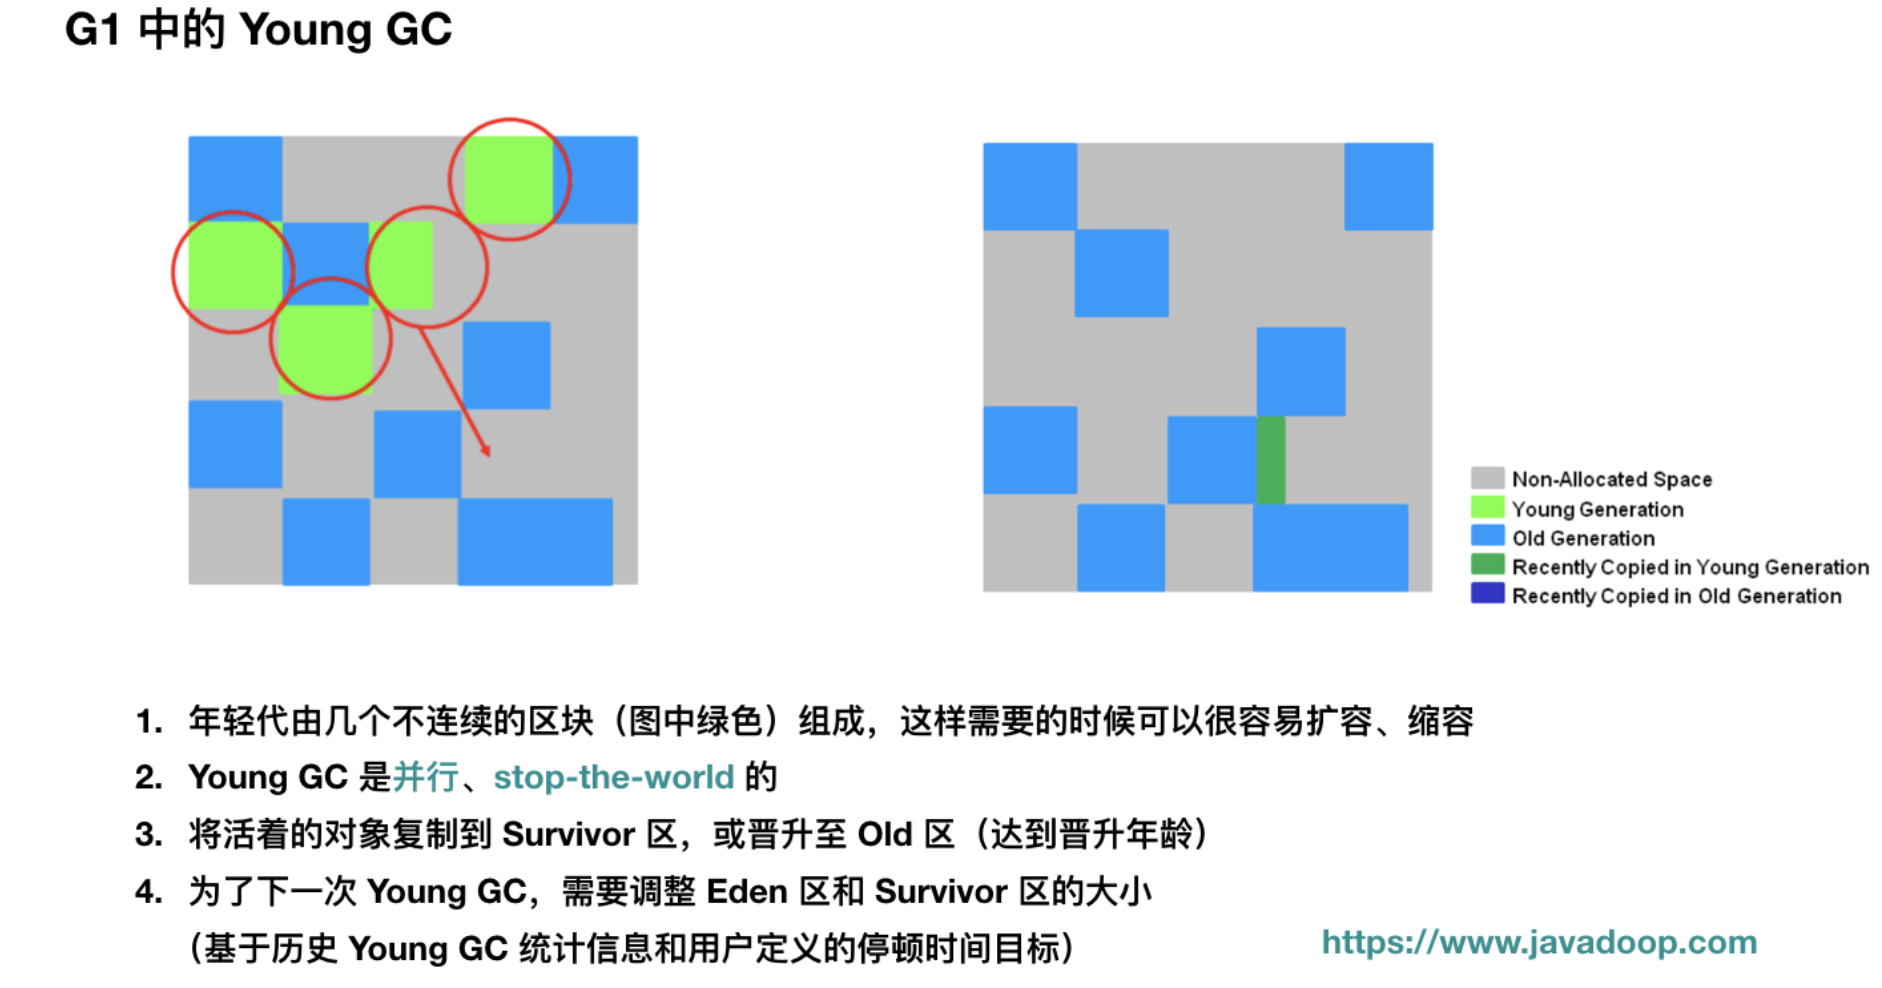 G1 中的 Young GC
Non-Allocated Space
Young Generation
Old Generation
Recently Copied in Young Generation
Recently Copied in Old Generation
1. 年轻代由几个不连续的区块（图中绿色）组成，这样需要的时候可以很容易扩容、缩容
2. Young GC 是并行、stop-the-world 的
3. 将活着的对象复制到 Survivor 区，或晋升至 Old 区（达到晋升年龄）
4. 为了下一次 Young GC，需要调整 Eden 区和 Survivor 区的大小
（基于历史 Young GC 统计信息和用户定义的停顿时间目标）
https://www.javadoop.com